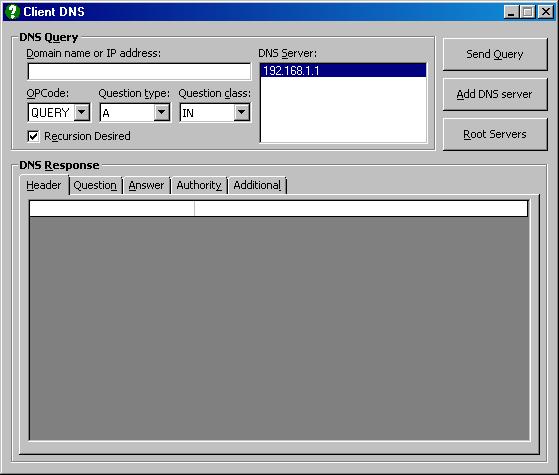 Client DNS
DNS Query
Domain name or IP address:
DNS Server:
192.168.1.1
OPCode:
Question type:
Question class:
QUERY
A
IN
Recursion Desired
Send Query
Add DNS server
Root Servers
DNS Response
Header
Question
Answer
Authority
Additional